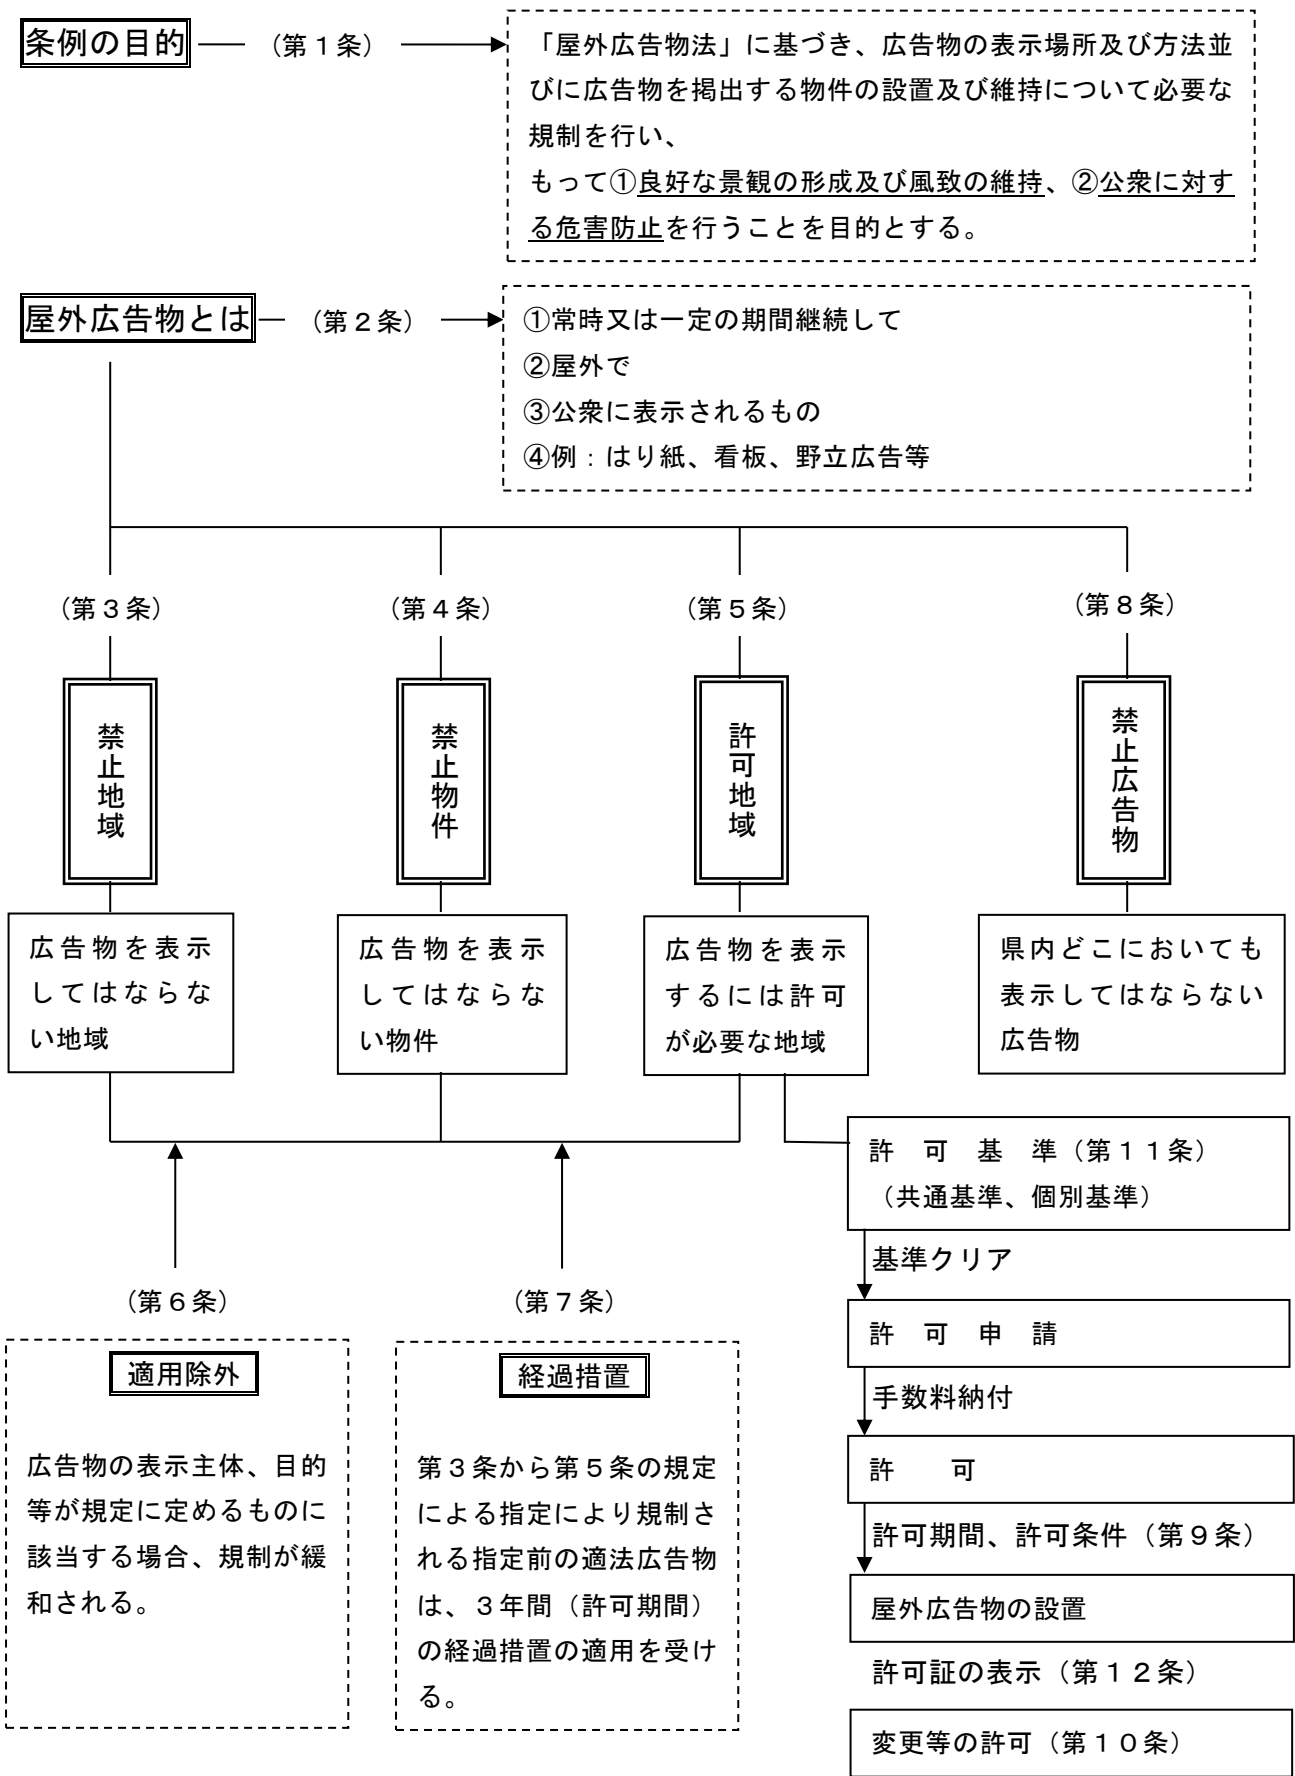 条例の目的
（第１条）
「屋外広告物法」に基づき、広告物の表示場所及び方法並
びに広告物を掲出する物件の設置及び維持について必要な
規制を行い、
もって①良好な景観の形成及び風致の維持、②公衆に対す
る危害防止を行うことを目的とする。
屋外広告物とは
（第２条）
①常時又は一定の期間継続して
②屋外で
③公衆に表示されるもの
④例：はり紙、看板、野立広告等
（第３条）
（第４条）
（第５条）
（第８条）
禁止地域
禁止物件
許可地域
禁止広告物
広告物を表示
してはならな
い地域
広告物を表示
してはならな
い物件
広告物を表示
するには許可
が必要な地域
県内どこにおいても
表示してはならない
広告物
（第６条）
適用除外
広告物の表示主体、目的
等が規定に定めるものに
該当する場合、規制が緩
和される。
（第７条）
経過措置
第３条から第５条の規定
による指定により規制さ
れる指定前の適法広告物
は、３年間（許可期間）
の経過措置の適用を受け
る。
許　可　基　準（第１１条）
（共通基準、個別基準）
基準クリア
許　可　申　請
手数料納付
許　　可
許可期間、許可条件（第９条）
屋外広告物の設置
許可証の表示（第１２条）
変更等の許可（第１０条）